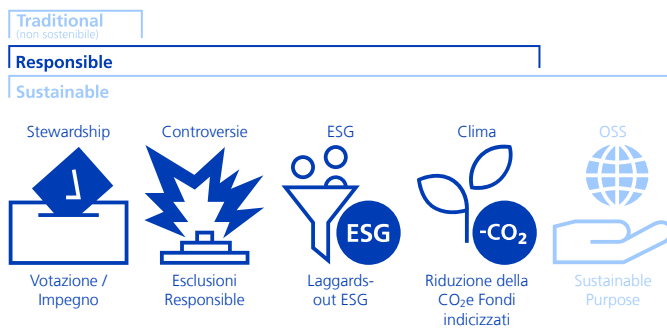 Traditional
(non sostenibile)
Responsible
Sustainable
Stewardship
Controversie
ESG
Clima
OSS
ESG
-CO₂
Votazione /
Impegno
Esclusioni
Responsible
Laggards-
out ESG
Riduzione della
CO₂e Fondi
indicizzati
Sustainable
Purpose